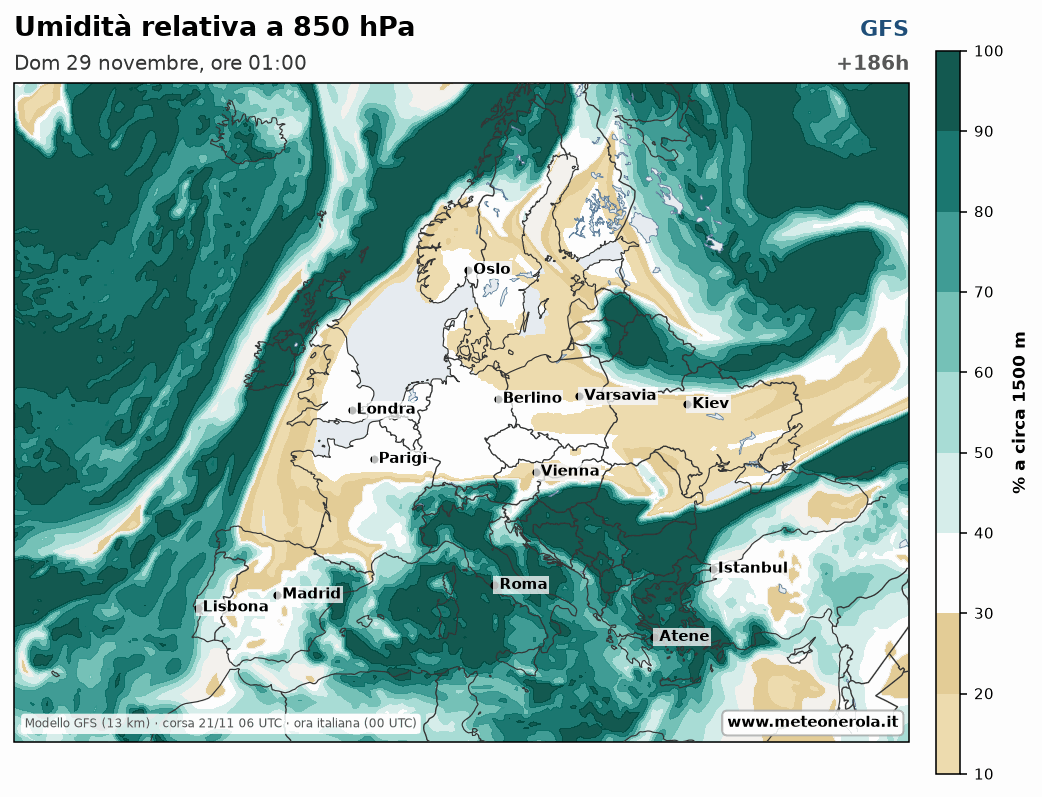 Umidità relativa a 850 hPa
GFS
Dom 29 novembre, ore 01:00
+186h
100
90
80
70
60
50
40
30
20
10
% a circa 1500 m
Oslo
Berlino
Varsavia
Kiev
Londra
Parigi
Vienna
Istanbul
Roma
Madrid
Lisbona
Atene
Modello GFS (13 km) · corsa 21/11 06 UTC · ora italiana (00 UTC)
www.meteonerola.it